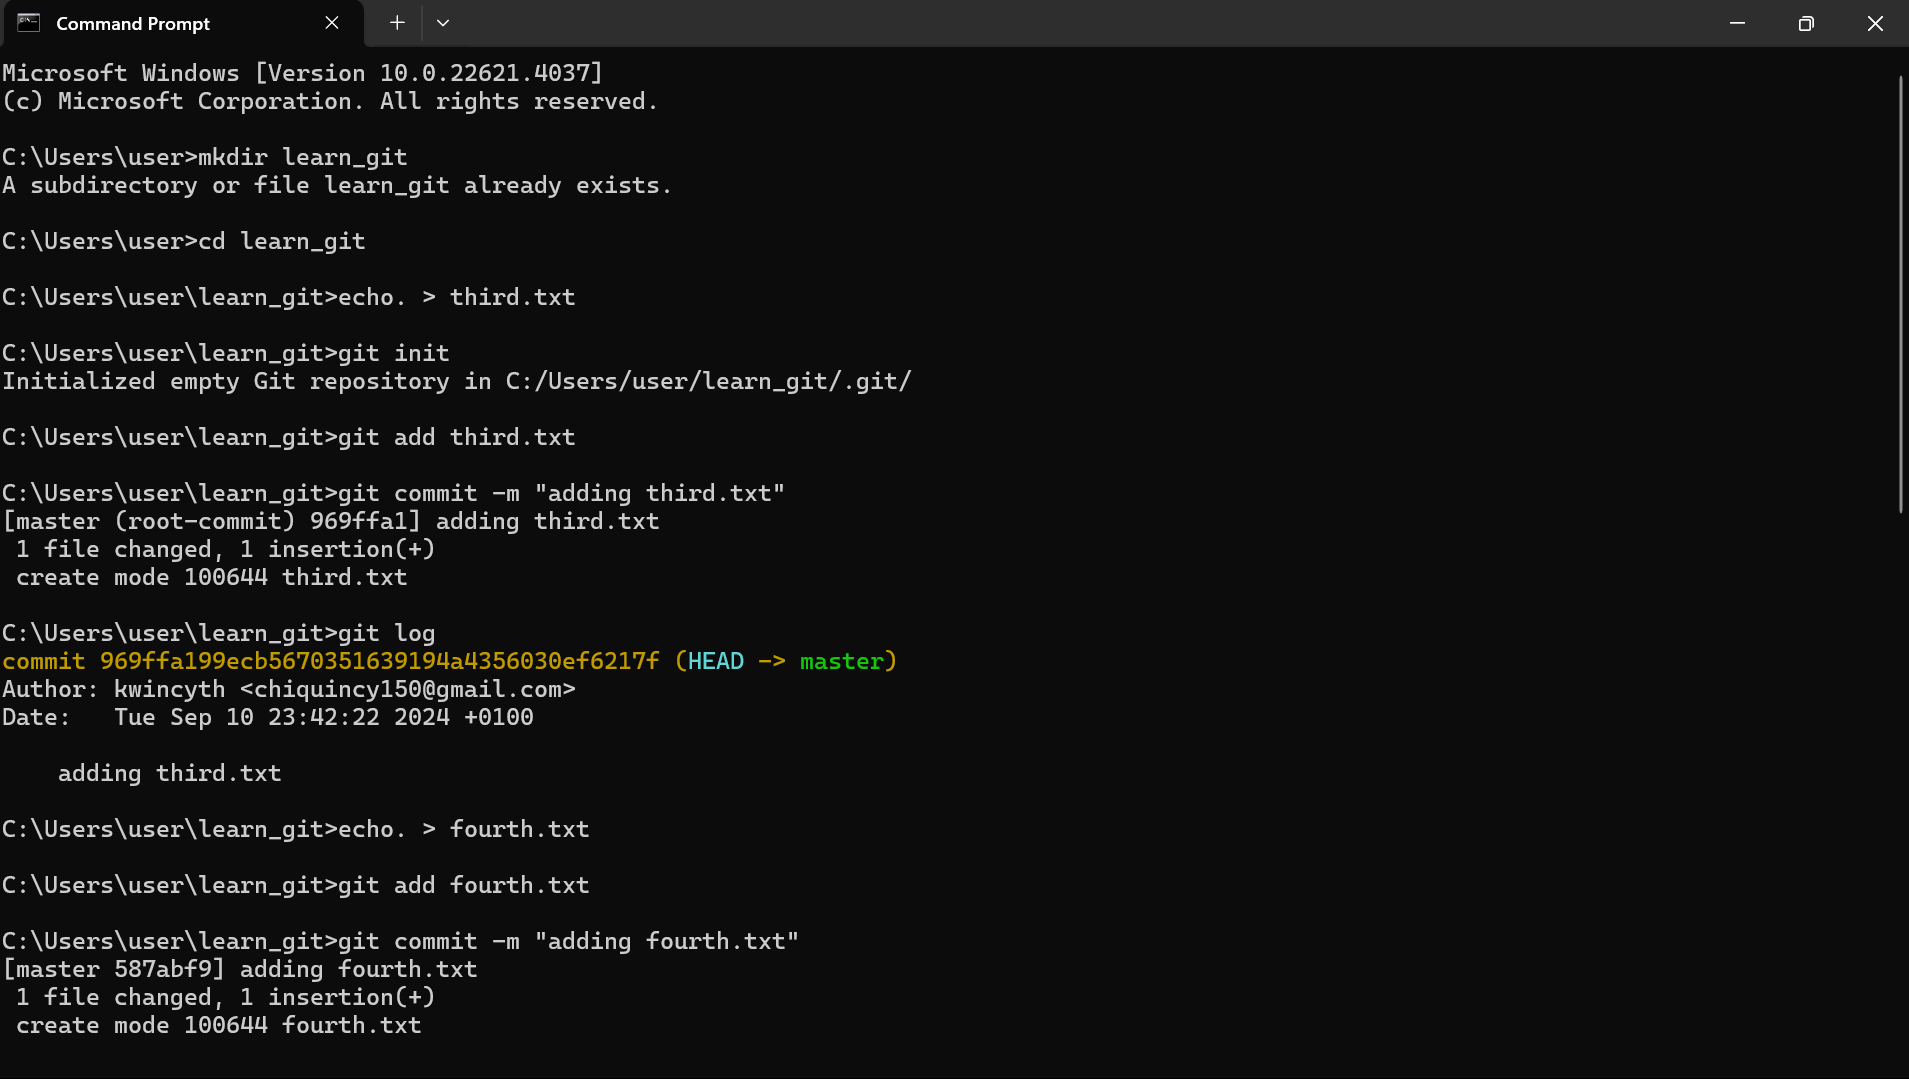 Command Prompt
Microsoft Windows [Version 10.0.22621.4037]
(c) Microsoft Corporation. All rights reserved.
C:\Users\user>mkdir learn_git
A subdirectory or file learn_git already exists.
C:\Users\user>cd learn_git
C:\Users\user\learn_git>echo. > third.txt
C:\Users\user\learn_git>git init
Initialized empty Git repository in C:/Users/user/learn_git/.git/
C:\Users\user\learn_git>git add third.txt
C:\Users\user\learn_git>git commit -m "adding third.txt"
[master (root-commit) 969ffa1] adding third.txt
 1 file changed, 1 insertion(+)
 create mode 100644 third.txt
C:\Users\user\learn_git>git log
commit 969ffa199ecb5670351639194a4356030ef6217f (HEAD -> master)
Author: kwincyth <chiquincy150@gmail.com>
Date:   Tue Sep 10 23:42:22 2024 +0100
    adding third.txt
C:\Users\user\learn_git>echo. > fourth.txt
C:\Users\user\learn_git>git add fourth.txt
C:\Users\user\learn_git>git commit -m "adding fourth.txt"
[master 587abf9] adding fourth.txt
 1 file changed, 1 insertion(+)
 create mode 100644 fourth.txt